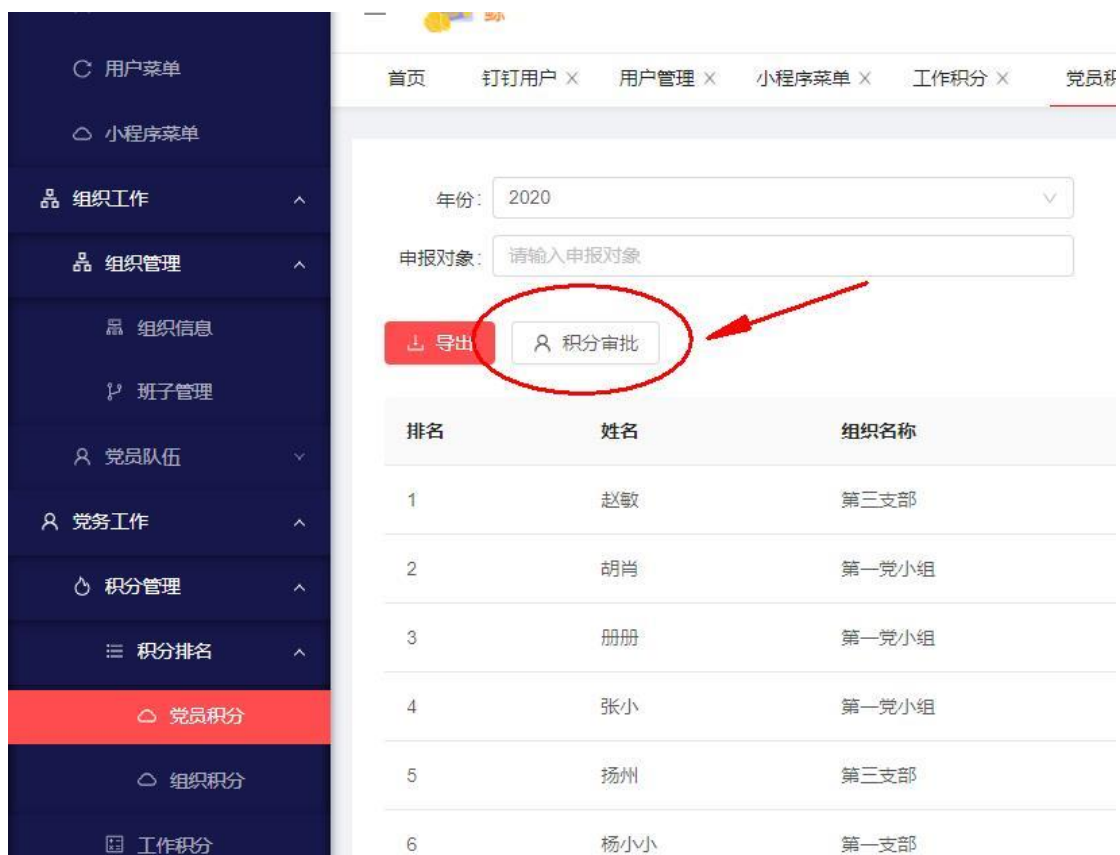 用户菜单
小程序菜单
组织工作
组织管理
组织信息
班子管理
党员队伍
党务工作
积分管理
积分排名
党员积分
组织积分
工作积分
首页 钉钉用户 × 用户管理 × 小程序菜单 × 工作积分 × 党员积
年份: 2020
申报对象: 请输入申报对象
导出 积分审批
排名 姓名 组织名称
1 赵敏 第三支部
2 胡肖 第一党小组
3 册册 第一党小组
4 张小 第一党小组
5 扬州 第三支部
6 杨小小 第一支部